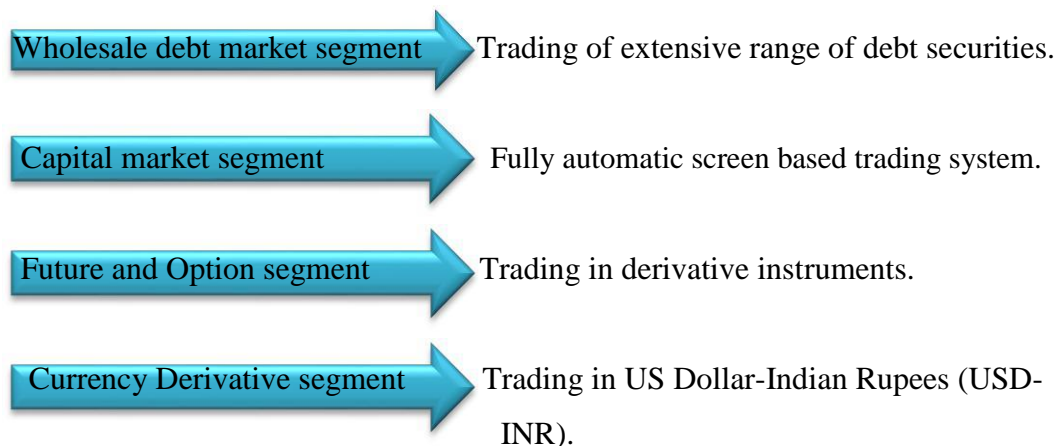 Wholesale debt market segment Trading of extensive range of debt securities.
Capital market segment Fully automatic screen based trading system.
Future and Option segment Trading in derivative instruments.
Currency Derivative segment Trading in US Dollar-Indian Rupees (USD-
INR).